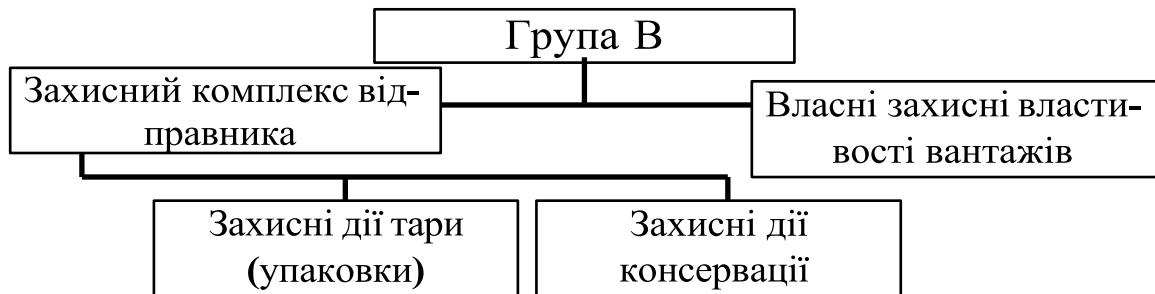 Група В
Захисний комплекс від-
правника
Власні захисні власти-
вості вантажів
Захисні дії тари
(упаковки)
Захисні дії
консервації